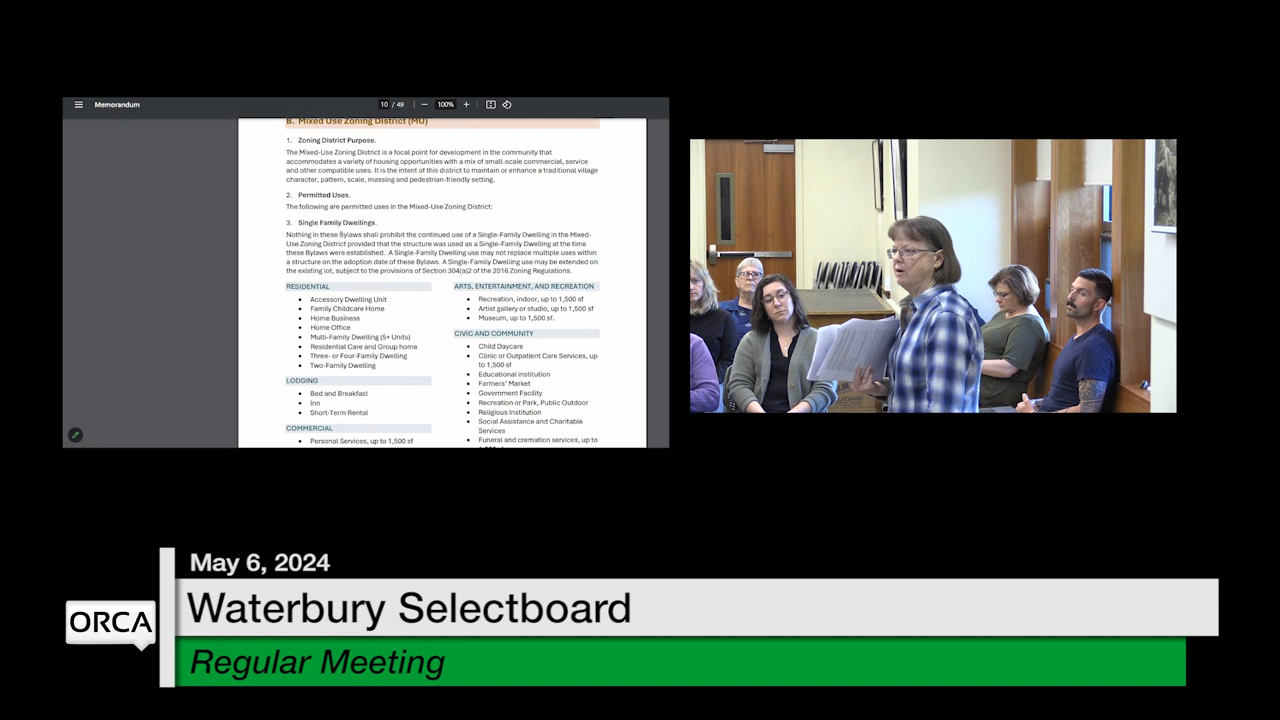 Memorandum
10 / 49
100%
B. Mixed Use Zoning District (MU)
1. Zoning District Purpose.
The Mixed-Use Zoning District is a focal point for development in the community that
accommodates a variety of housing opportunities with a mix of small-scale commercial, service
and other compatible uses. It is the intent of this district to maintain or enhance a traditional village
character, pattern, scale, massing and pedestrian-friendly setting.
2. Permitted Uses.
The following are permitted uses in the Mixed-Use Zoning District:
3. Single Family Dwellings.
Nothing in these Bylaws shall prohibit the continued use of a Single-Family Dwelling in the Mixed-
Use Zoning District provided that the structure was used as a Single-Family Dwelling at the time
these Bylaws were established. A Single-Family Dwelling use may not replace multiple uses within
a structure on the adoption date of these Bylaws. A Single-Family Dwelling use may be extended on
the existing lot, subject to the provisions of Section 304(a)2 of the 2016 Zoning Regulations.
RESIDENTIAL
• Accessory Dwelling Unit
• Family Childcare Home
• Home Business
• Home Office
• Multi-Family Dwelling (5+ Units)
• Residential Care and Group home
• Three- or Four-Family Dwelling
• Two-Family Dwelling
LODGING
• Bed and Breakfast
• Inn
• Short-Term Rental
COMMERCIAL
• Personal Services, up to 1,500 sf
ARTS, ENTERTAINMENT, AND RECREATION
• Recreation, indoor, up to 1,500 sf
• Artist gallery or studio, up to 1,500 sf
• Museum, up to 1,500 sf.
CIVIC AND COMMUNITY
• Child Daycare
• Clinic or Outpatient Care Services, up
to 1,500 sf
• Educational institution
• Farmers' Market
• Government Facility
• Recreation or Park, Public Outdoor
• Religious Institution
• Social Assistance and Charitable
Services
• Funeral and cremation services, up to
May 6, 2024
Waterbury Selectboard
ORCA
Regular Meeting